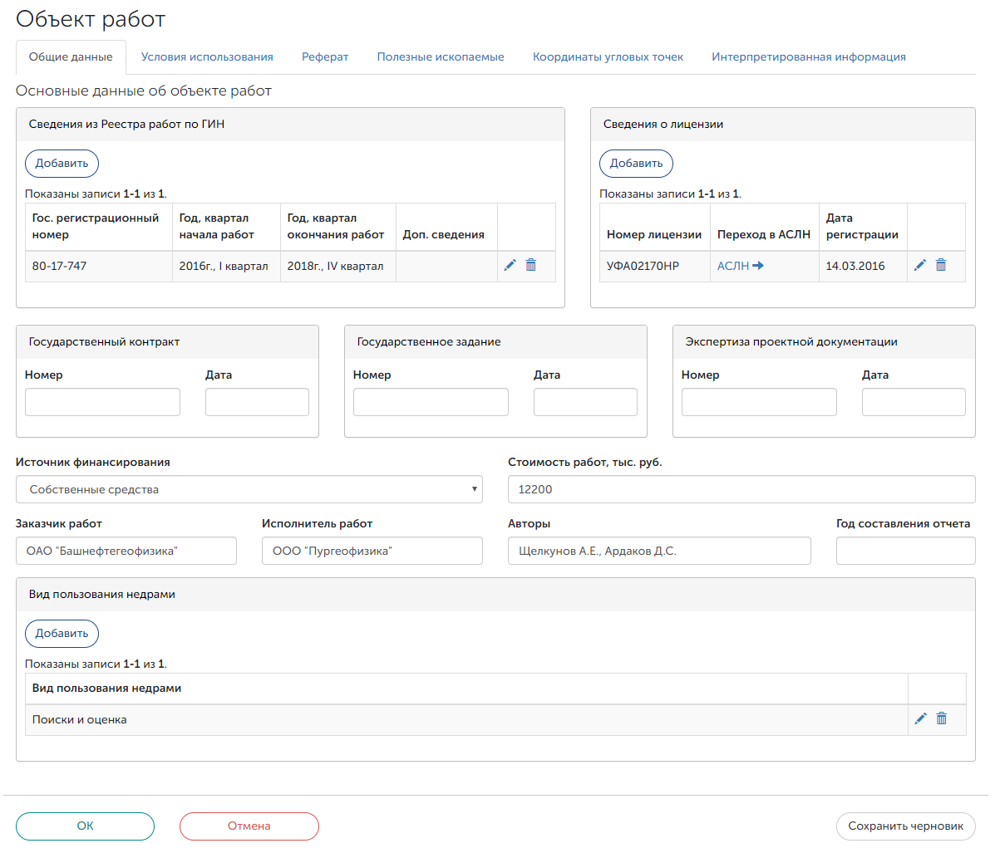 Объект работ
Общие данные Условия использования Реферат Полезные ископаемые Координаты угловых точек Интерпретированная информация
Основные данные об объекте работ
Сведения из Реестра работ по ГИН
Добавить
Показаны записи 1-1 из 1.
Гос. регистрационный номер Год, квартал начала работ Год, квартал окончания работ Доп. сведения
80-17-747 2016г., I квартал 2018г., IV квартал
Сведения о лицензии
Добавить
Показаны записи 1-1 из 1.
Номер лицензии Переход в АСЛН Дата регистрации
УФА02170НР АСЛН 14.03.2016
Государственный контракт
Номер Дата
Государственное задание
Номер Дата
Экспертиза проектной документации
Номер Дата
Источник финансирования Стоимость работ, тыс. руб.
Собственные средства 12200
Заказчик работ Исполнитель работ Авторы Год составления отчета
ОАО "Башнефтегеофизика" ООО "Пургеофизика" Щелкунов А.Е., Ардаков Д.С.
Вид пользования недрами
Добавить
Показаны записи 1-1 из 1.
Вид пользования недрами
Поиски и оценка
ОК Отмена Сохранить черновик